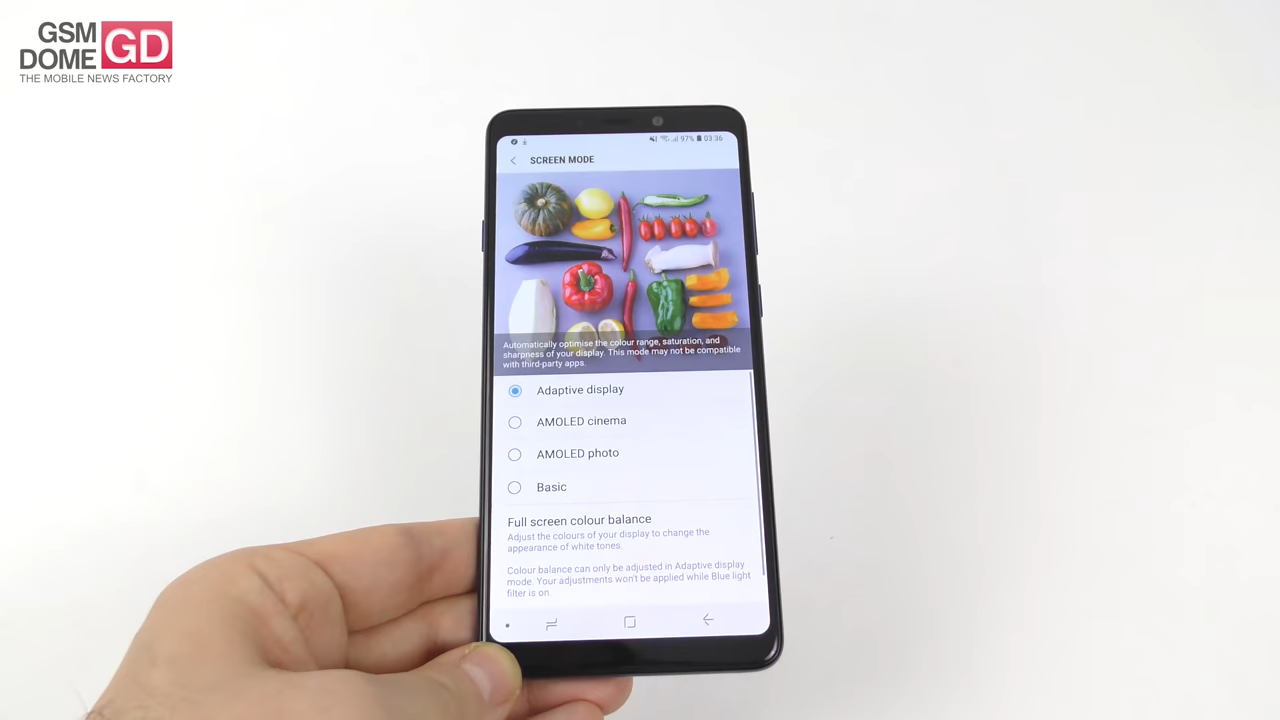 GSM
DOME
GD
THE MOBILE NEWS FACTORY
97% 03:36
SCREEN MODE
Automatically optimise the colour range, saturation, and
sharpness of your display. This mode may not be compatible
with third-party apps.
Adaptive display
AMOLED cinema
AMOLED photo
Basic
Full screen colour balance
Adjust the colours of your display to change the
appearance of white tones.
Colour balance can only be adjusted in Adaptive display
mode. Your adjustments won't be applied while Blue light
filter is on.